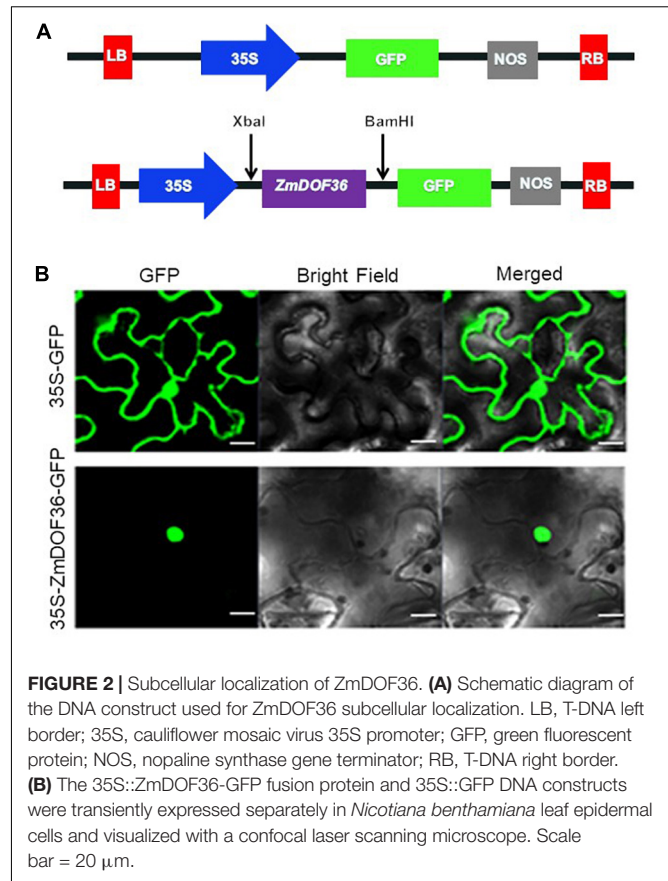 A
LB 35S GFP NOS RB
XbaI BamHI
LB 35S ZmDOF36 GFP NOS RB
B
GFP Bright Field Merged
35S-GFP
35S-ZmDOF36-GFP
FIGURE 2 | Subcellular localization of ZmDOF36. (A) Schematic diagram of
the DNA construct used for ZmDOF36 subcellular localization. LB, T-DNA left
border; 35S, cauliflower mosaic virus 35S promoter; GFP, green fluorescent
protein; NOS, nopaline synthase gene terminator; RB, T-DNA right border.
(B) The 35S::ZmDOF36-GFP fusion protein and 35S::GFP DNA constructs
were transiently expressed separately in Nicotiana benthamiana leaf epidermal
cells and visualized with a confocal laser scanning microscope. Scale
bar = 20 μm.